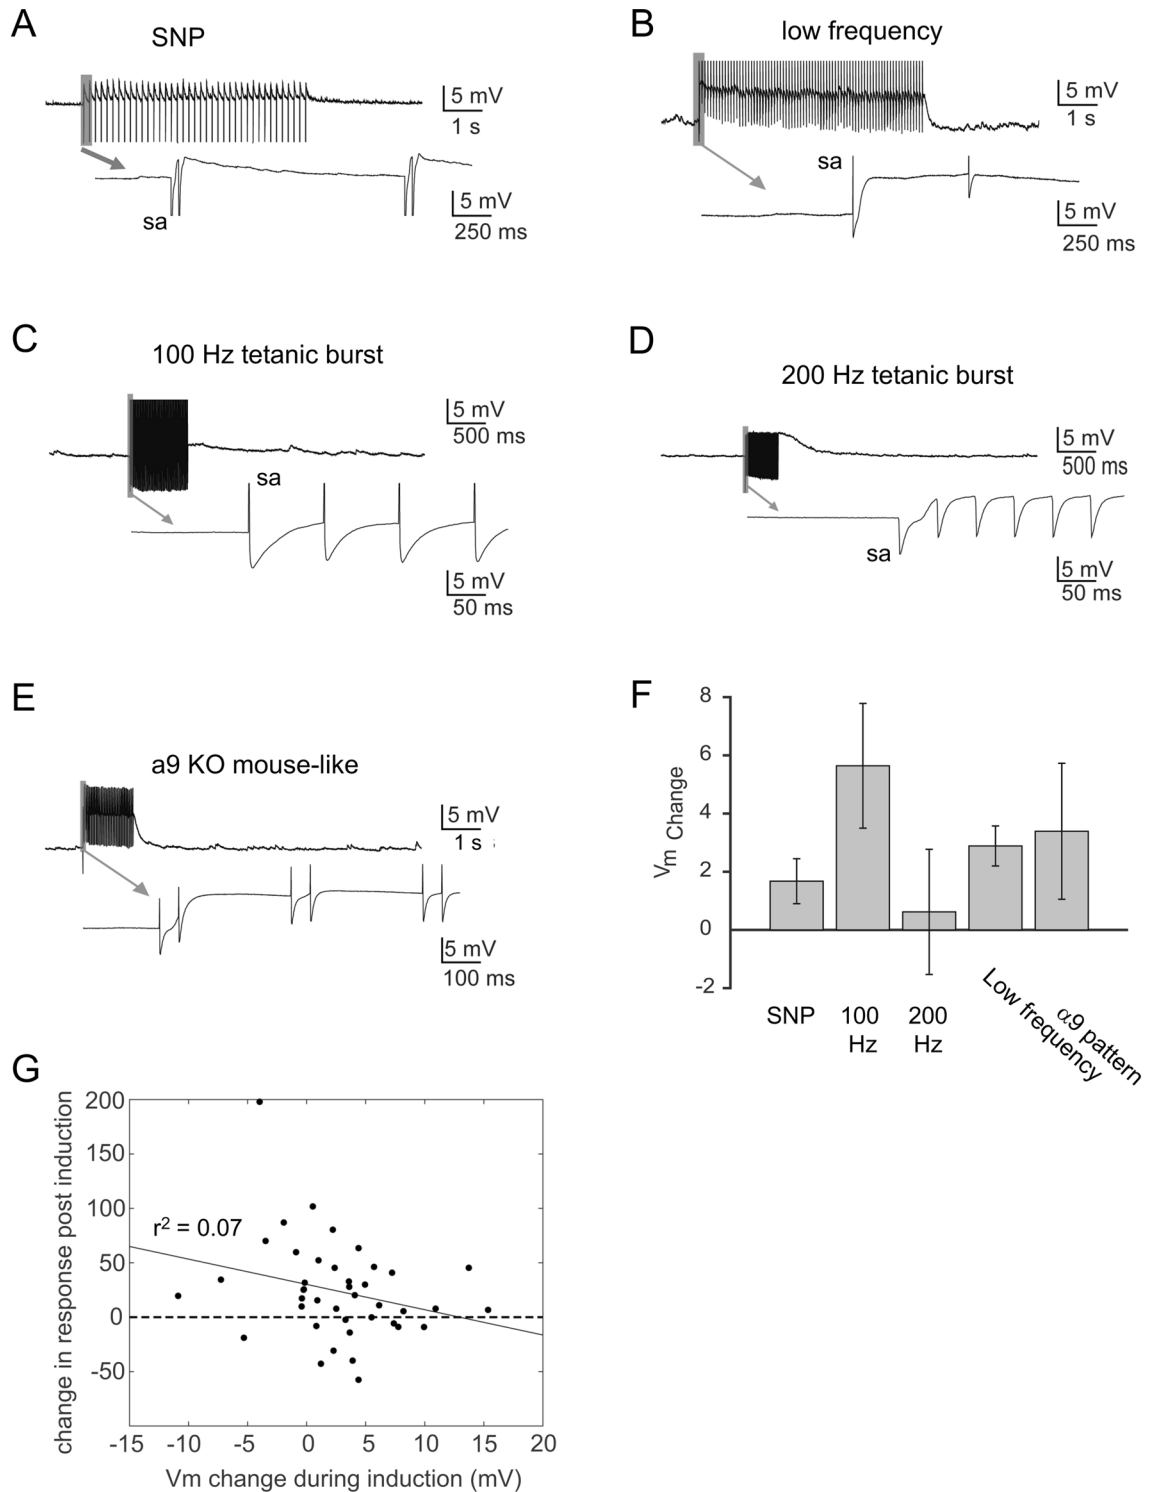 A
SNP
5 mV
1 s
sa
5 mV
250 ms
B
low frequency
5 mV
1 s
sa
5 mV
250 ms
C
100 Hz tetanic burst
5 mV
500 ms
sa
5 mV
50 ms
D
200 Hz tetanic burst
5 mV
500 ms
sa
5 mV
50 ms
E
a9 KO mouse-like
5 mV
1 s
5 mV
100 ms
F
Vm Change
8
6
4
2
0
-2
SNP
100
Hz
200
Hz
Low frequency
α9 pattern
G
change in response post induction
200
150
100
50
0
-50
r² = 0.07
-15 -10 -5 0 5 10 15 20
Vm change during induction (mV)